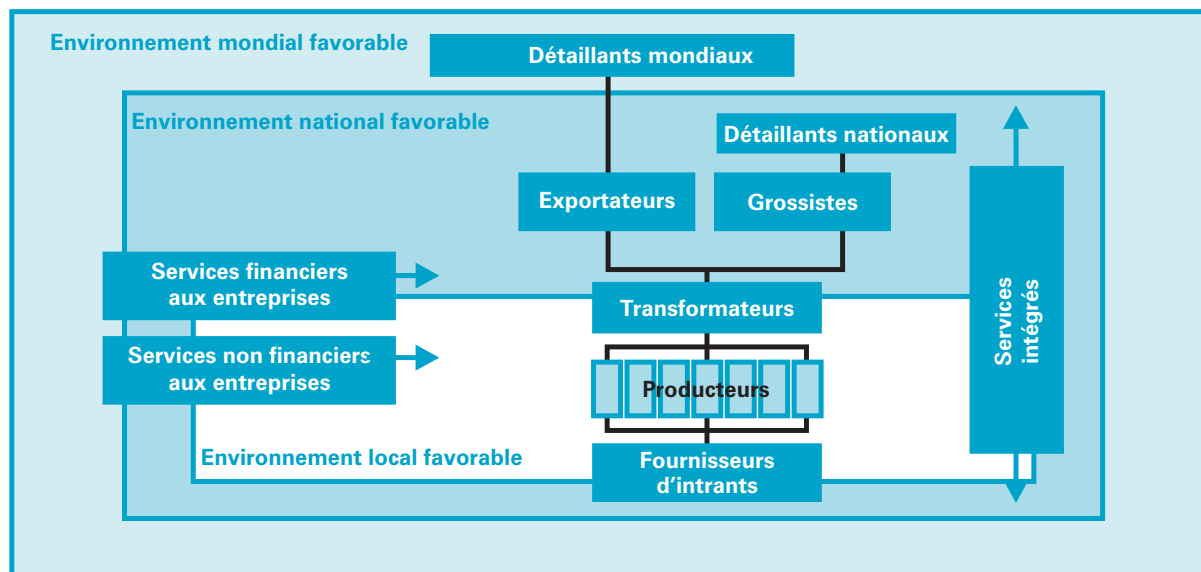 Environnement mondial favorable
Détaillants mondiaux
Environnement national favorable
Détaillants nationaux
Exportateurs
Grossistes
Services financiers
aux entreprises
Transformateurs
Services non financiers
aux entreprises
Producteurs
Services
intégrés
Environnement local favorable
Fournisseurs
d'intrants